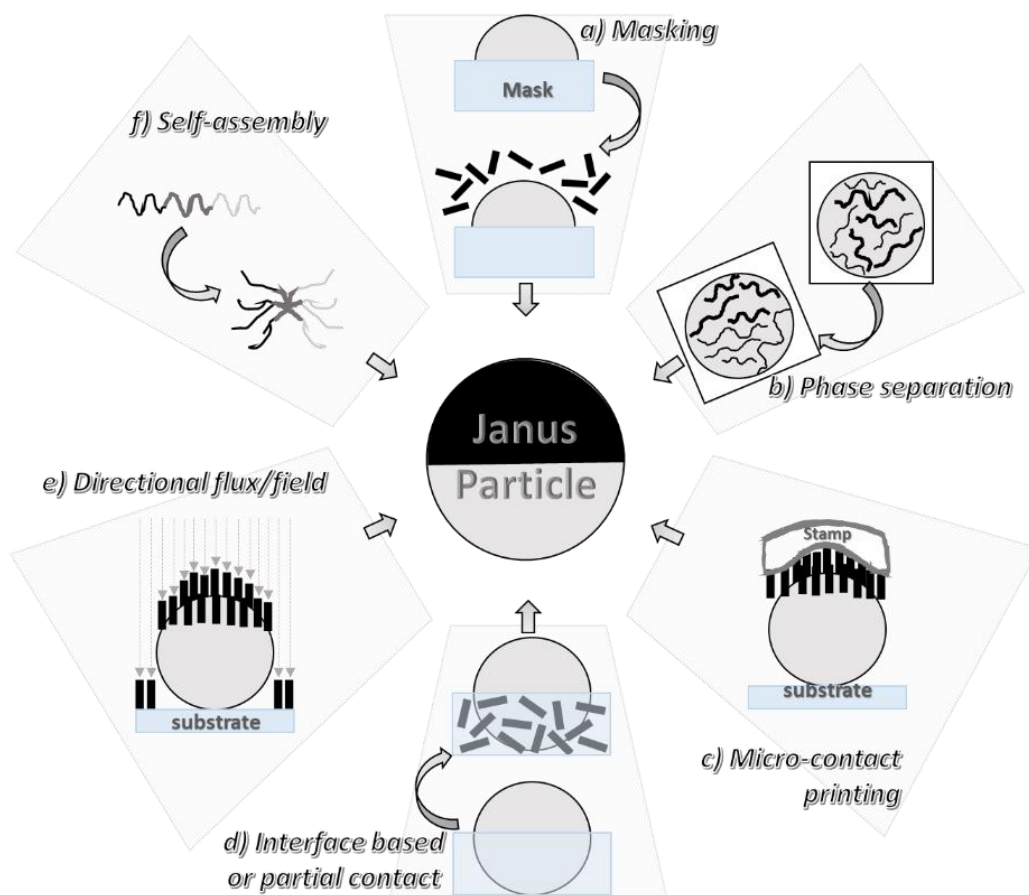 a) Masking
Mask
f) Self-assembly
b) Phase separation
Janus
Particle
e) Directional flux/field
substrate
Stamp
substrate
c) Micro-contact
printing
d) Interface based
or partial contact